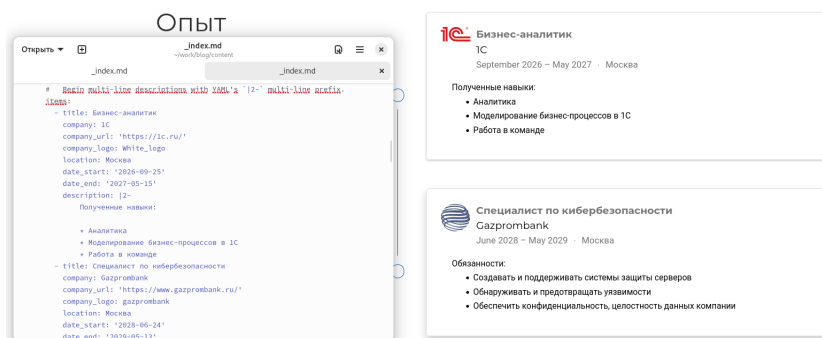 Опыт
Открыть
_index.md
~/work/blog/content
_index.md
_index.md
# Begin multi-line descriptions with YAML's `|2-` multi-line prefix.
items:
- title: Бизнес-аналитик
company: 1C
company_url: 'https://1c.ru/'
company_logo: White_logo
location: Москва
date_start: '2026-09-25'
date_end: '2027-05-15'
description: |2-
Полученные навыки:
* Аналитика
* Моделирование бизнес-процессов в 1С
* Работа в команде
- title: Специалист по кибербезопасности
company: Gazprombank
company_url: 'https://www.gazprombank.ru/'
company_logo: gazprombank
location: Москва
date_start: '2028-06-24'
date_end: '2029-05-13'
1С
Бизнес-аналитик
1C
September 2026 – May 2027 · Москва
Полученные навыки:
• Аналитика
• Моделирование бизнес-процессов в 1С
• Работа в команде
Специалист по кибербезопасности
Gazprombank
June 2028 – May 2029 · Москва
Обязанности:
• Создавать и поддерживать системы защиты серверов
• Обнаруживать и предотвращать уязвимости
• Обеспечить конфиденциальность, целостность данных компании